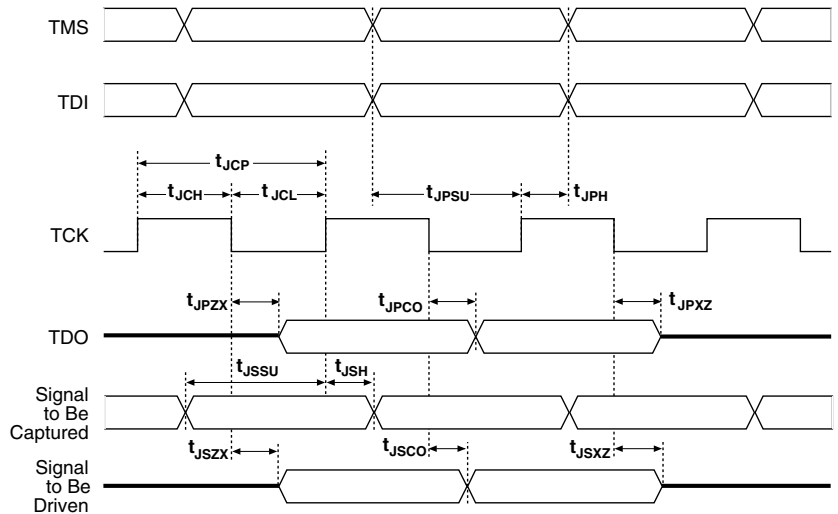 TMS
TDI
tJCP
tJCH
tJCL
tJPSU
tJPH
TCK
tJPZX
tJPCO
tJPXZ
TDO
tJSSU
tJSH
Signal
to Be
Captured
tJSZX
tJSCO
tJSXZ
Signal
to Be
Driven